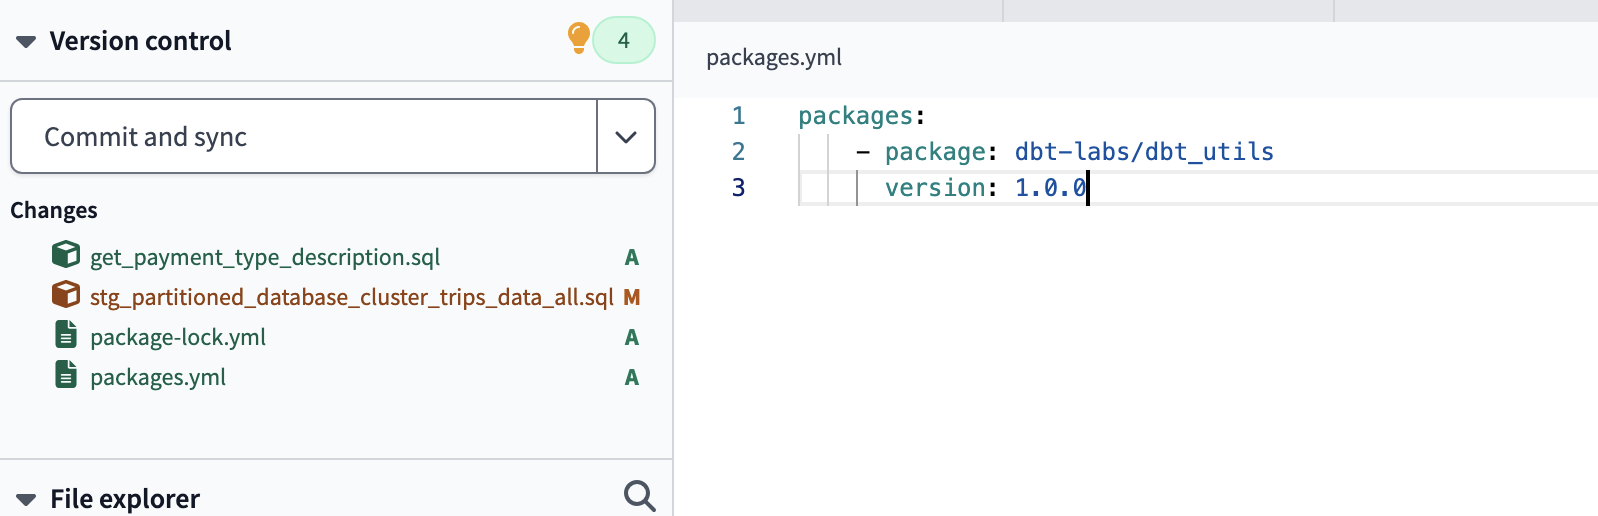 Version control
4
Commit and sync
Changes
get_payment_type_description.sql A
stg_partitioned_database_cluster_trips_data_all.sql M
package-lock.yml A
packages.yml A
File explorer
packages.yml
1 packages:
2 - package: dbt-labs/dbt_utils
3 version: 1.0.0